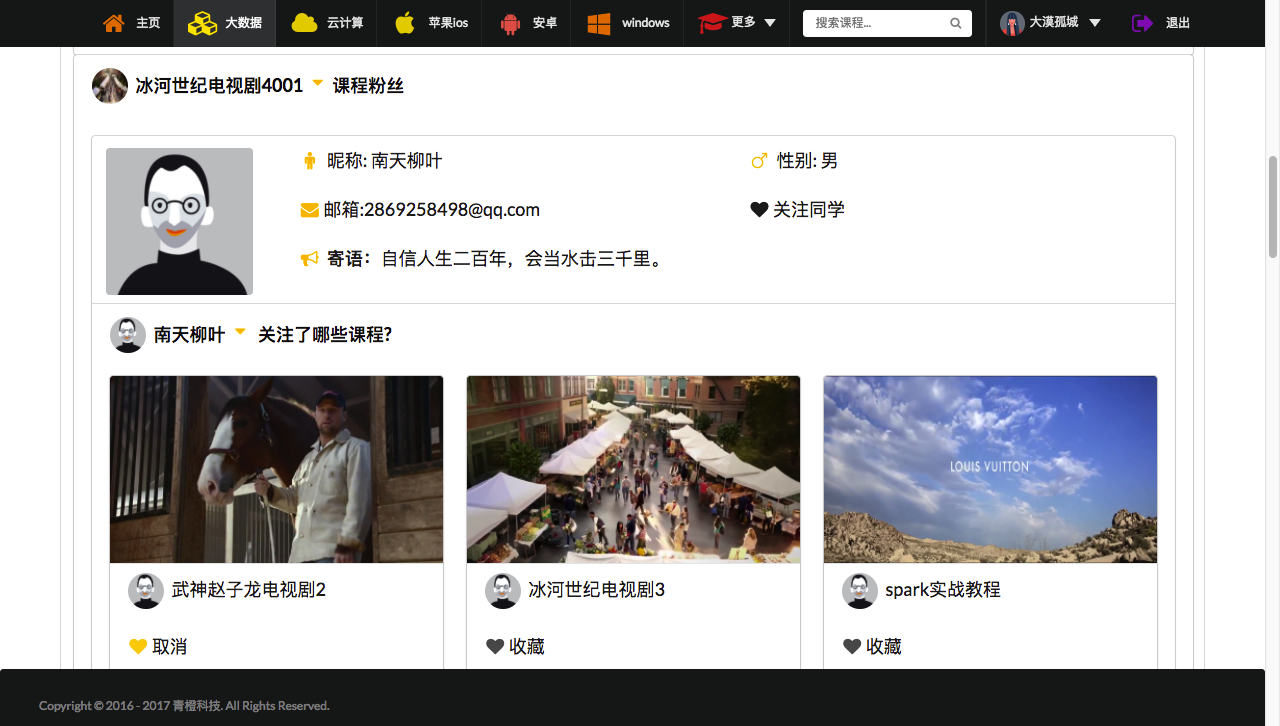 主页 大数据 云计算 苹果ios 安卓 windows 更多 搜索课程... 大漠孤城 退出
冰河世纪电视剧4001 课程粉丝
昵称: 南天柳叶 性别: 男
邮箱:2869258498@qq.com 关注同学
寄语： 自信人生二百年，会当水击三千里。
南天柳叶 关注了哪些课程?
LOUIS VUITTON
武神赵子龙电视剧2 冰河世纪电视剧3 spark实战教程
取消 收藏 收藏
Copyright © 2016 - 2017 青橙科技. All Rights Reserved.